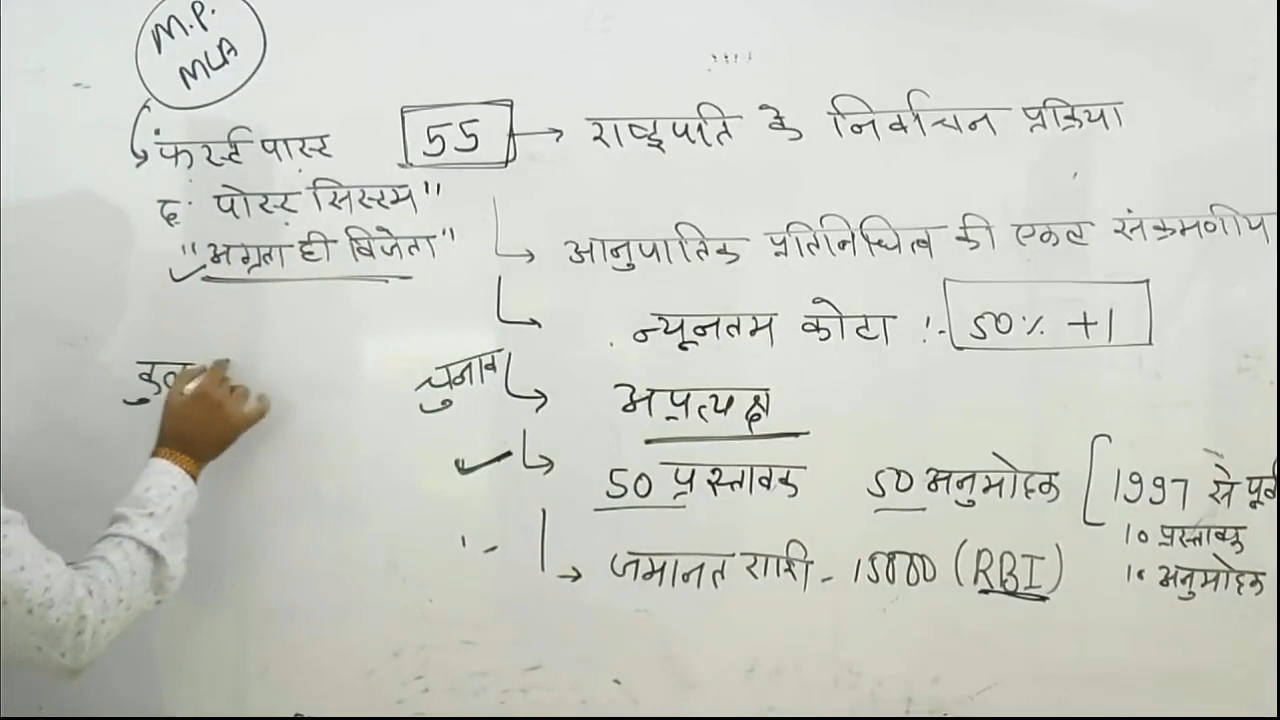 M.P.
MLA
फर्स्ट पास्ट
द पोस्ट सिस्टम"
"अग्रता ही विजेता"
55 → राष्ट्रपति के निर्वाचन प्रक्रिया
आनुपातिक प्रतिनिधित्व की एकल संक्रमणीय
न्यूनतम कोटा :- 50% +1
चुनाव अप्रत्यक्ष
50 प्रस्तावक 50 अनुमोदक [1997 से पूर्व
10 प्रस्तावक
10 अनुमोदक
जमानत राशि - 15000 (RBI)